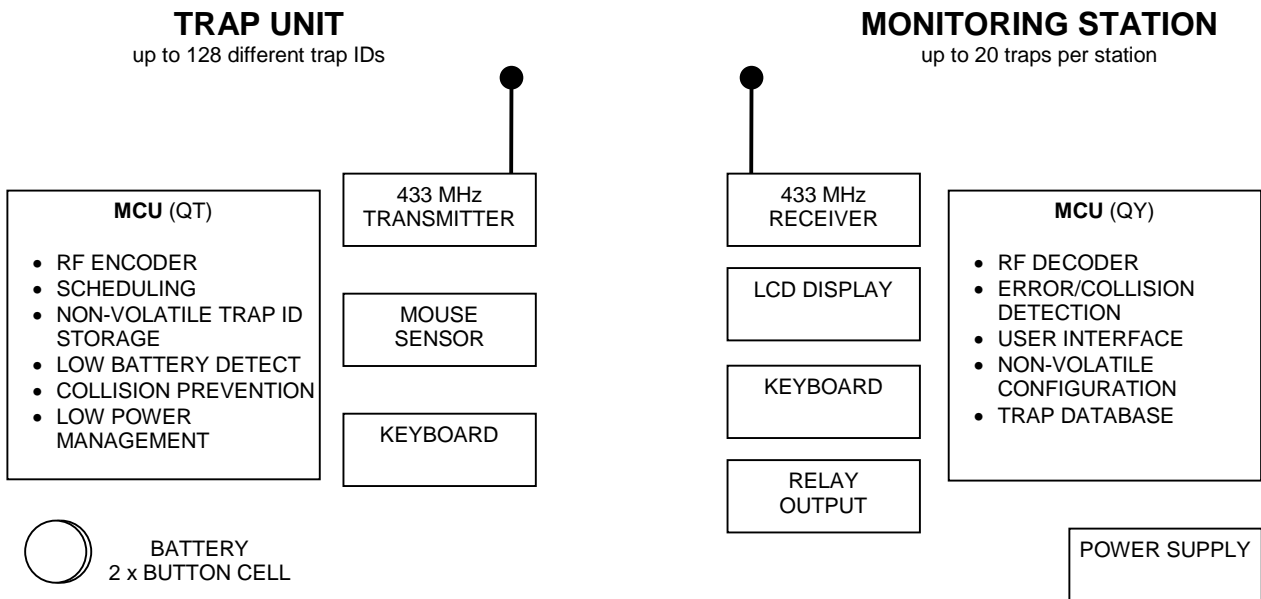 TRAP UNIT
up to 128 different trap IDs
MCU (QT)
• RF ENCODER
• SCHEDULING
• NON-VOLATILE TRAP ID
STORAGE
• LOW BATTERY DETECT
• COLLISION PREVENTION
• LOW POWER
MANAGEMENT
433 MHz
TRANSMITTER
MOUSE
SENSOR
KEYBOARD
BATTERY
2 x BUTTON CELL
MONITORING STATION
up to 20 traps per station
433 MHz
RECEIVER
LCD DISPLAY
KEYBOARD
RELAY
OUTPUT
MCU (QY)
• RF DECODER
• ERROR/COLLISION
DETECTION
• USER INTERFACE
• NON-VOLATILE
CONFIGURATION
• TRAP DATABASE
POWER SUPPLY